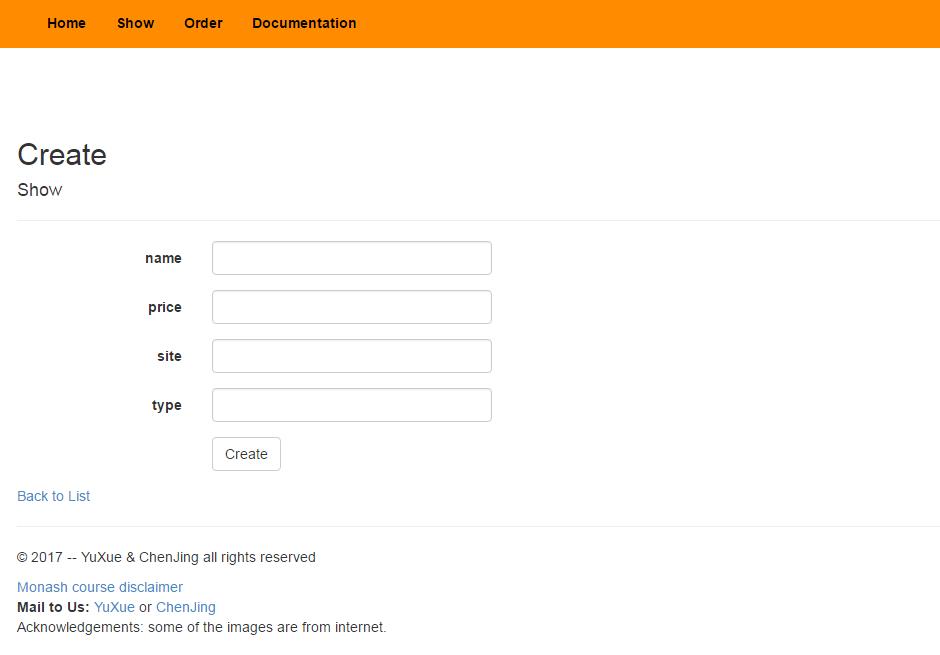 Home Show Order Documentation
Create
Show
name
price
site
type
Create
Back to List
© 2017 -- YuXue & ChenJing all rights reserved
Monash course disclaimer
Mail to Us: YuXue or ChenJing
Acknowledgements: some of the images are from internet.